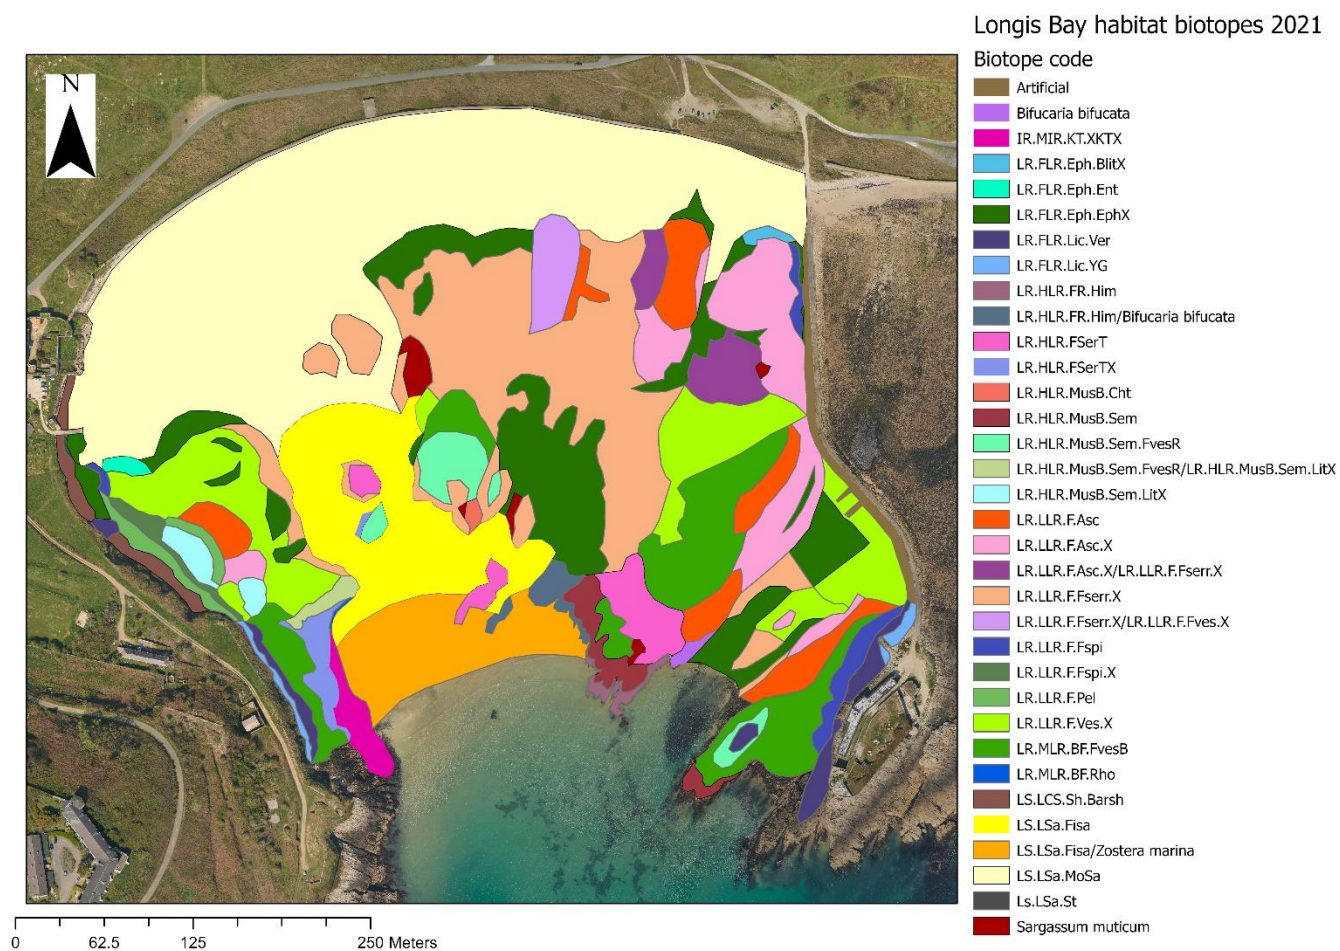 Longis Bay habitat biotopes 2021
Biotope code
N
Artificial
Bifucaria bifucata
IR.MIR.KT.XKTX
LR.FLR.Eph.BlitX
LR.FLR.Eph.Ent
LR.FLR.Eph.EphX
LR.FLR.Lic.Ver
LR.FLR.Lic.YG
LR.HLR.FR.Him
LR.HLR.FR.Him/Bifucaria bifucata
LR.HLR.FSerT
LR.HLR.FSerTX
LR.HLR.MusB.Cht
LR.HLR.MusB.Sem
LR.HLR.MusB.Sem.FvesR
LR.HLR.MusB.Sem.FvesR/LR.HLR.MusB.Sem.LitX
LR.HLR.MusB.Sem.LitX
LR.LLR.F.Asc
LR.LLR.F.Asc.X
LR.LLR.F.Asc.X/LR.LLR.F.Fserr.X
LR.LLR.F.Fserr.X
LR.LLR.F.Fserr.X/LR.LLR.F.Fves.X
LR.LLR.F.Fspi
LR.LLR.F.Fspi.X
LR.LLR.F.Pel
LR.LLR.F.Ves.X
LR.MLR.BF.FvesB
LR.MLR.BF.Rho
LS.LCS.Sh.Barsh
LS.LSa.Fisa
LS.LSa.Fisa/Zostera marina
LS.LSa.MoSa
Ls.LSa.St
Sargassum muticum
0 62.5 125 250 Meters